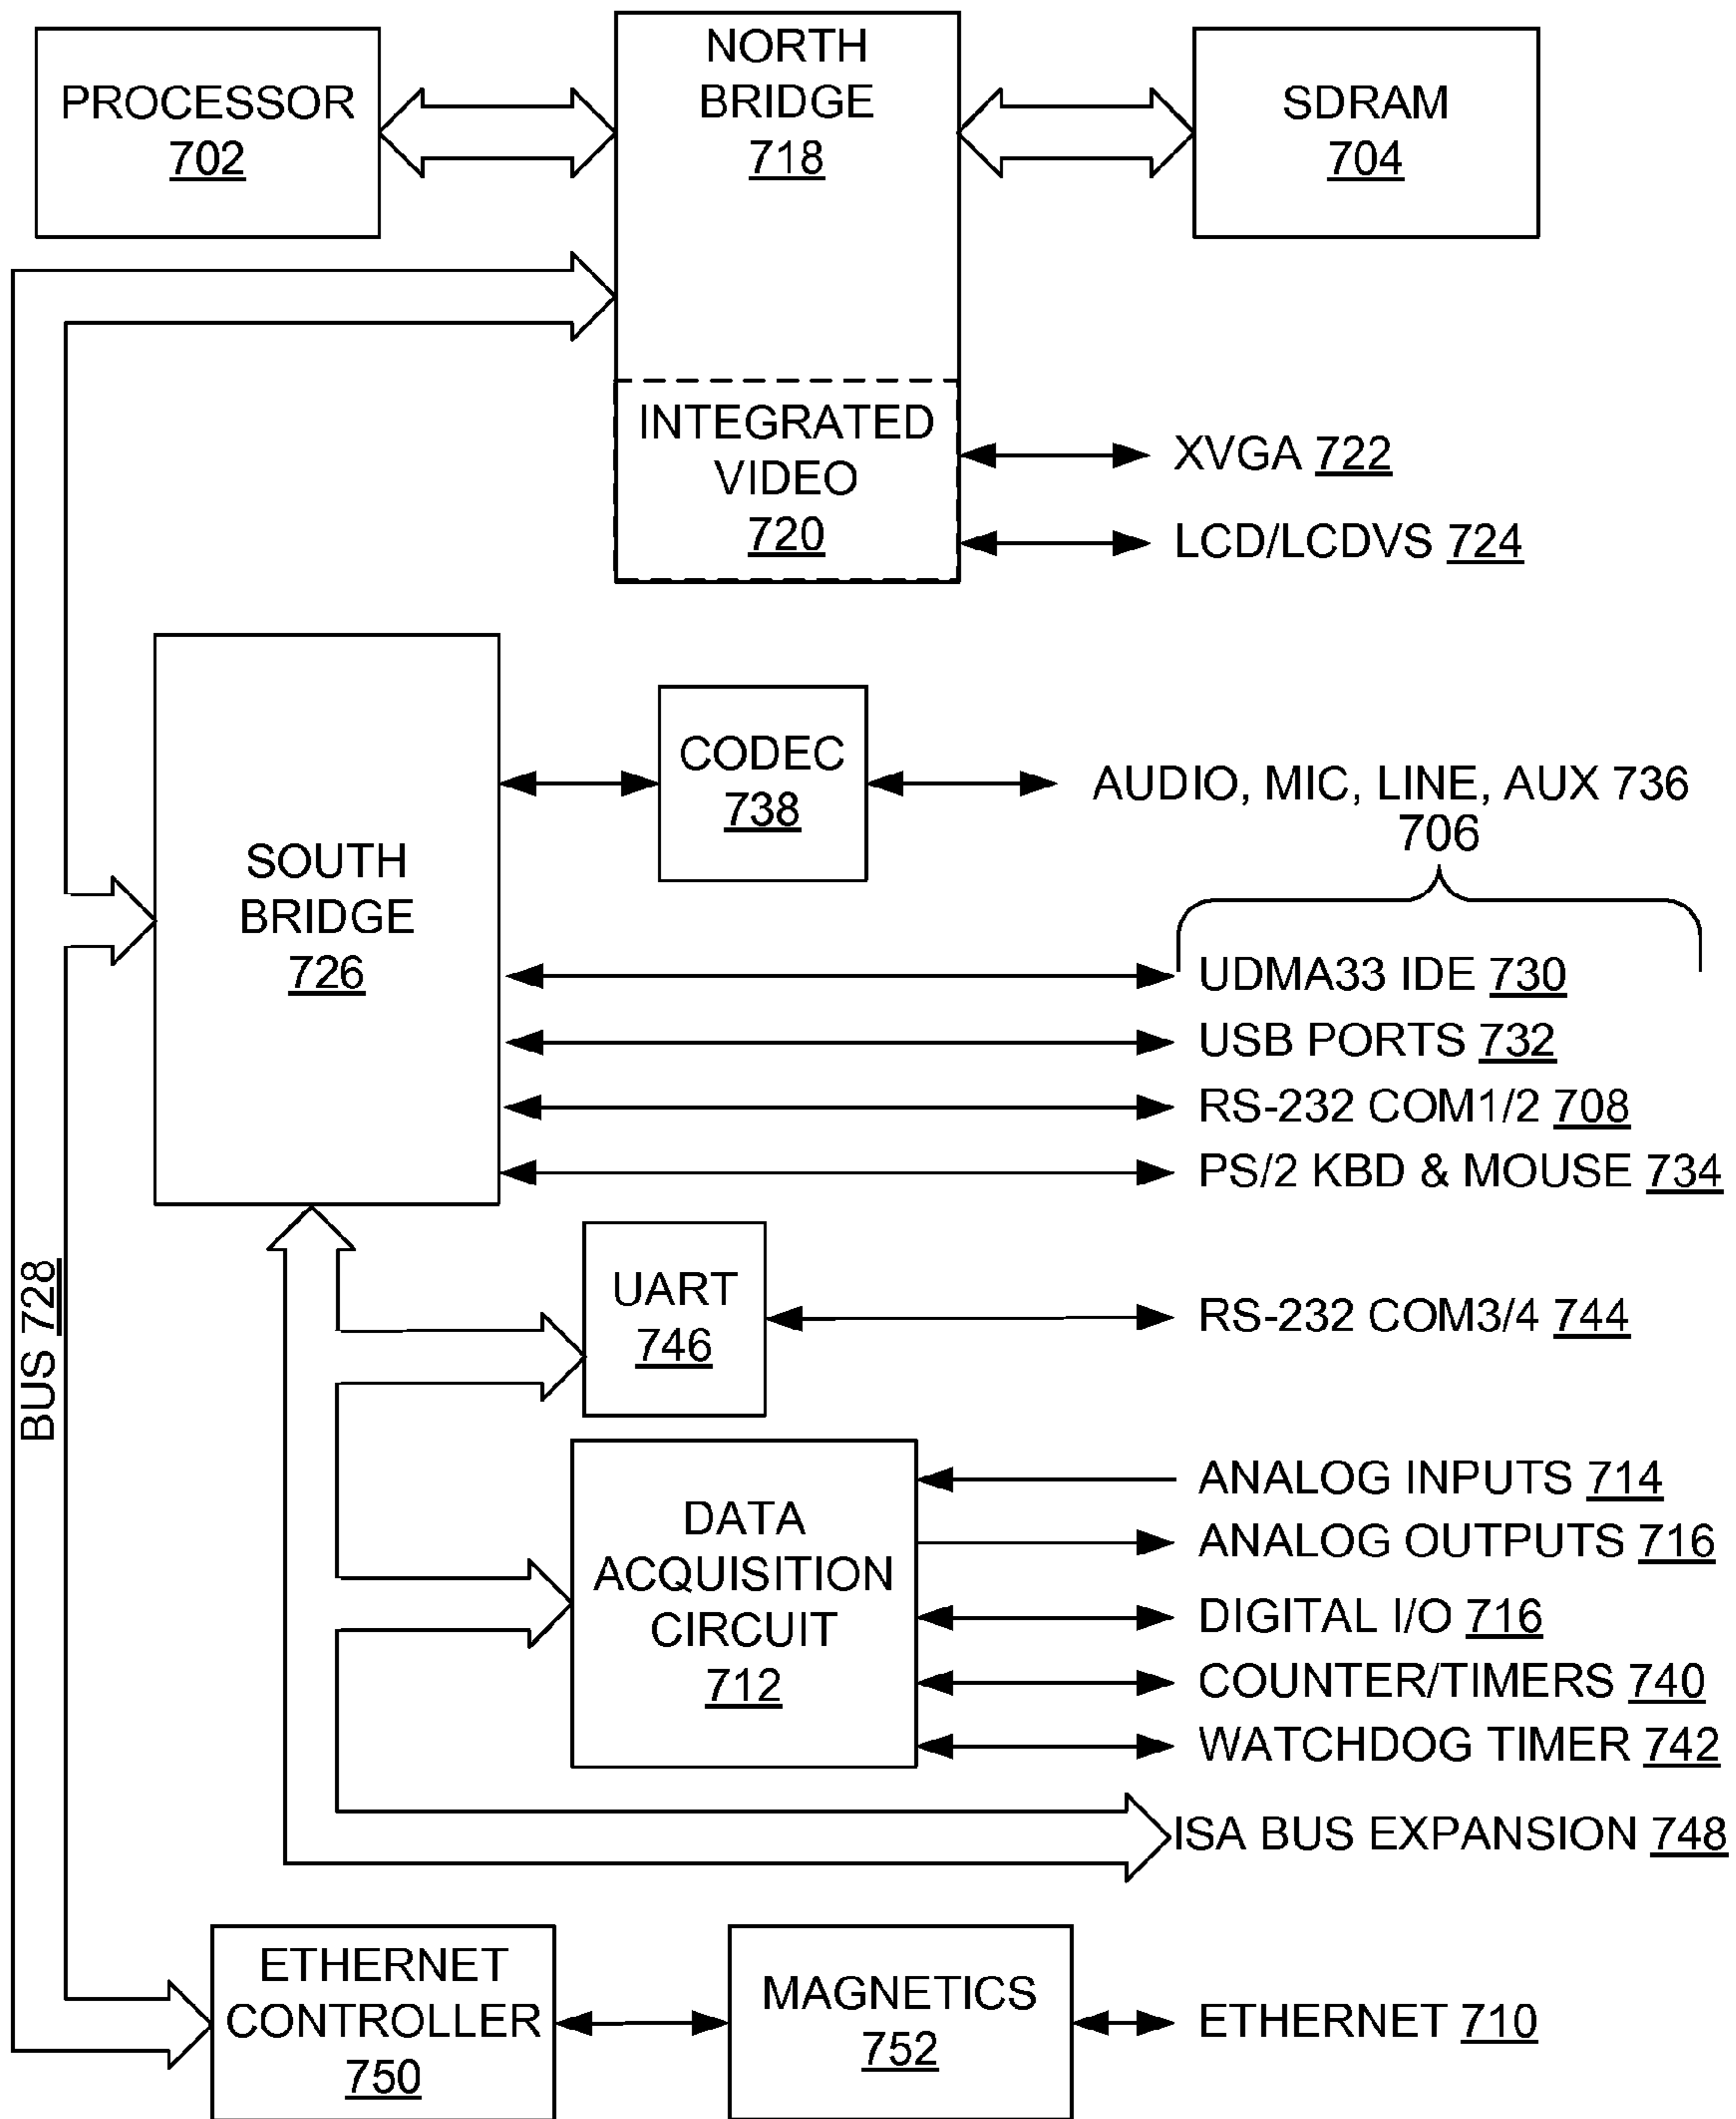 PROCESSOR
702
NORTH
BRIDGE
718
SDRAM
704
INTEGRATED
VIDEO
720
XVGA 722
LCD/LCDVS 724
SOUTH
BRIDGE
726
CODEC
738
AUDIO, MIC, LINE, AUX 736
706
UDMA33 IDE 730
USB PORTS 732
RS-232 COM1/2 708
PS/2 KBD & MOUSE 734
BUS 728
UART
746
RS-232 COM3/4 744
DATA
ACQUISITION
CIRCUIT
712
ANALOG INPUTS 714
ANALOG OUTPUTS 716
DIGITAL I/O 716
COUNTER/TIMERS 740
WATCHDOG TIMER 742
ISA BUS EXPANSION 748
ETHERNET
CONTROLLER
750
MAGNETICS
752
ETHERNET 710